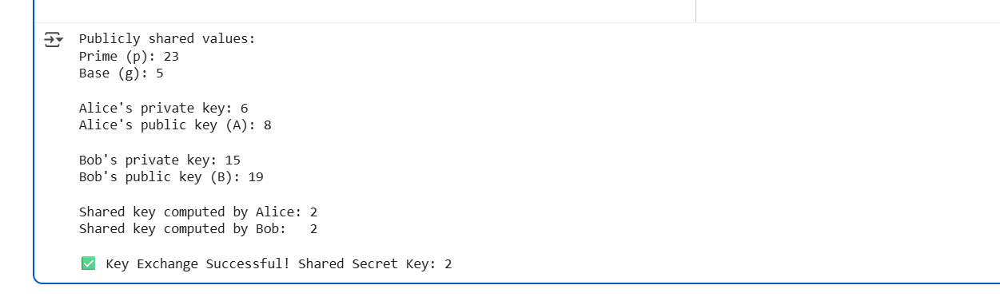 Publicly shared values:
Prime (p): 23
Base (g): 5
Alice's private key: 6
Alice's public key (A): 8
Bob's private key: 15
Bob's public key (B): 19
Shared key computed by Alice: 2
Shared key computed by Bob:   2
✅ Key Exchange Successful! Shared Secret Key: 2